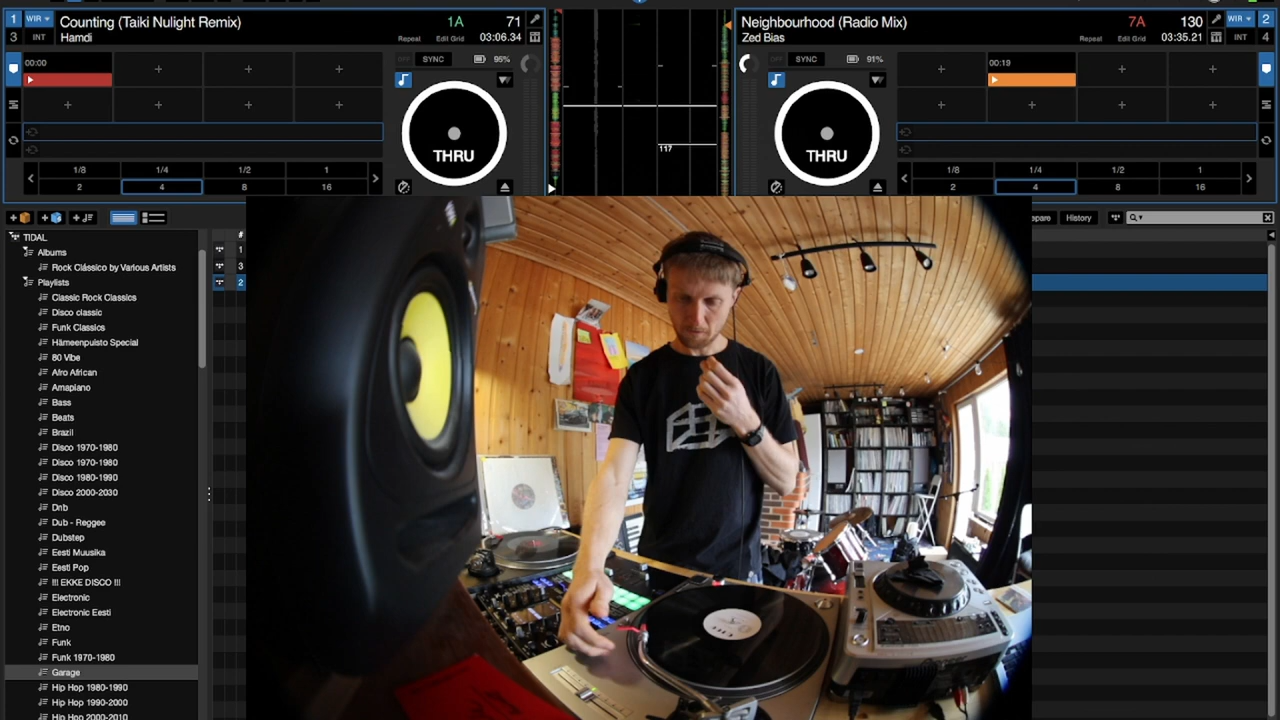 1
WIR
Counting (Taiki Nulight Remix)
1A
71
3
INT
Hamdi
Repeat
Edit Grid
03:06.34
Neighbourhood (Radio Mix)
7A
130
WIR
2
Zed Bias
Repeat
Edit Grid
03:35.21
INT
4
00:00
OFF
SYNC
95%
OFF
SYNC
91%
00:19
THRU
117
THRU
1/8
1/4
1/2
1
2
4
8
16
1/8
1/4
1/2
1
2
4
8
16
epare
History
#
TIDAL
1
Albums
Rock Clássico by Various Artists
3
Playlists
2
Classic Rock Classics
Disco classic
Funk Classics
Hämeenpuisto Special
80 Vibe
Afro African
Amapiano
Bass
Beats
Brazil
Disco 1970-1980
Disco 1970-1980
Disco 1980-1990
Disco 2000-2030
Dnb
Dub - Reggee
Dubstep
Eesti Muusika
Eesti Pop
!!! EKKE DISCO !!!
Electronic
Electronic Eesti
Etno
Funk
Funk 1970-1980
Garage
Hip Hop 1980-1990
Hip Hop 1990-2000
Hip Hop 2000-2010